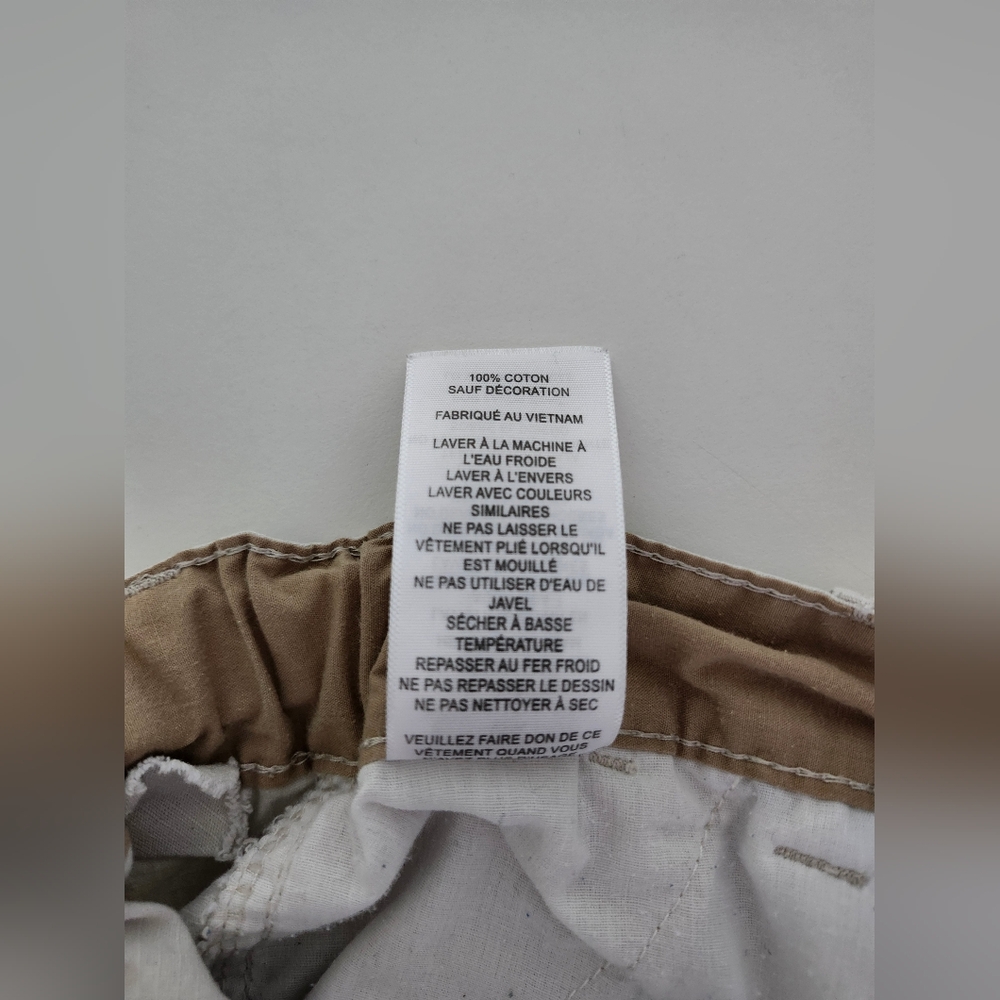 100% COTON
SAUF DÉCORATION
FABRIQUÉ AU VIETNAM
LAVER À LA MACHINE À
L'EAU FROIDE
LAVER À L'ENVERS
LAVER AVEC COULEURS
SIMILAIRES
NE PAS LAISSER LE
VÊTEMENT PLIÉ LORSQU'IL
EST MOUILLÉ
NE PAS UTILISER D'EAU DE
JAVEL
SÉCHER À BASSE
TEMPÉRATURE
REPASSER AU FER FROID
NE PAS REPASSER LE DESSIN
NE PAS NETTOYER À SEC
VEUILLEZ FAIRE DON DE CE
VÊTEMENT QUAND VOUS